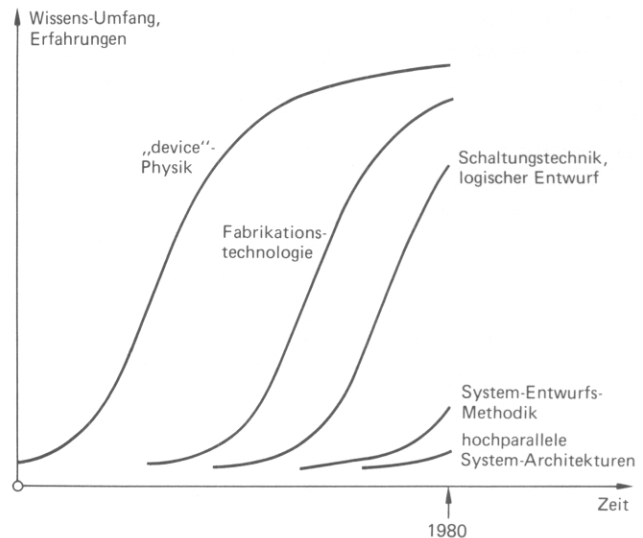 Wissens-Umfang,
Erfahrungen
„device“-
Physik
Schaltungstechnik,
logischer Entwurf
Fabrikations-
technologie
System-Entwurfs-
Methodik
hochparallele
System-Architekturen
Zeit
1980